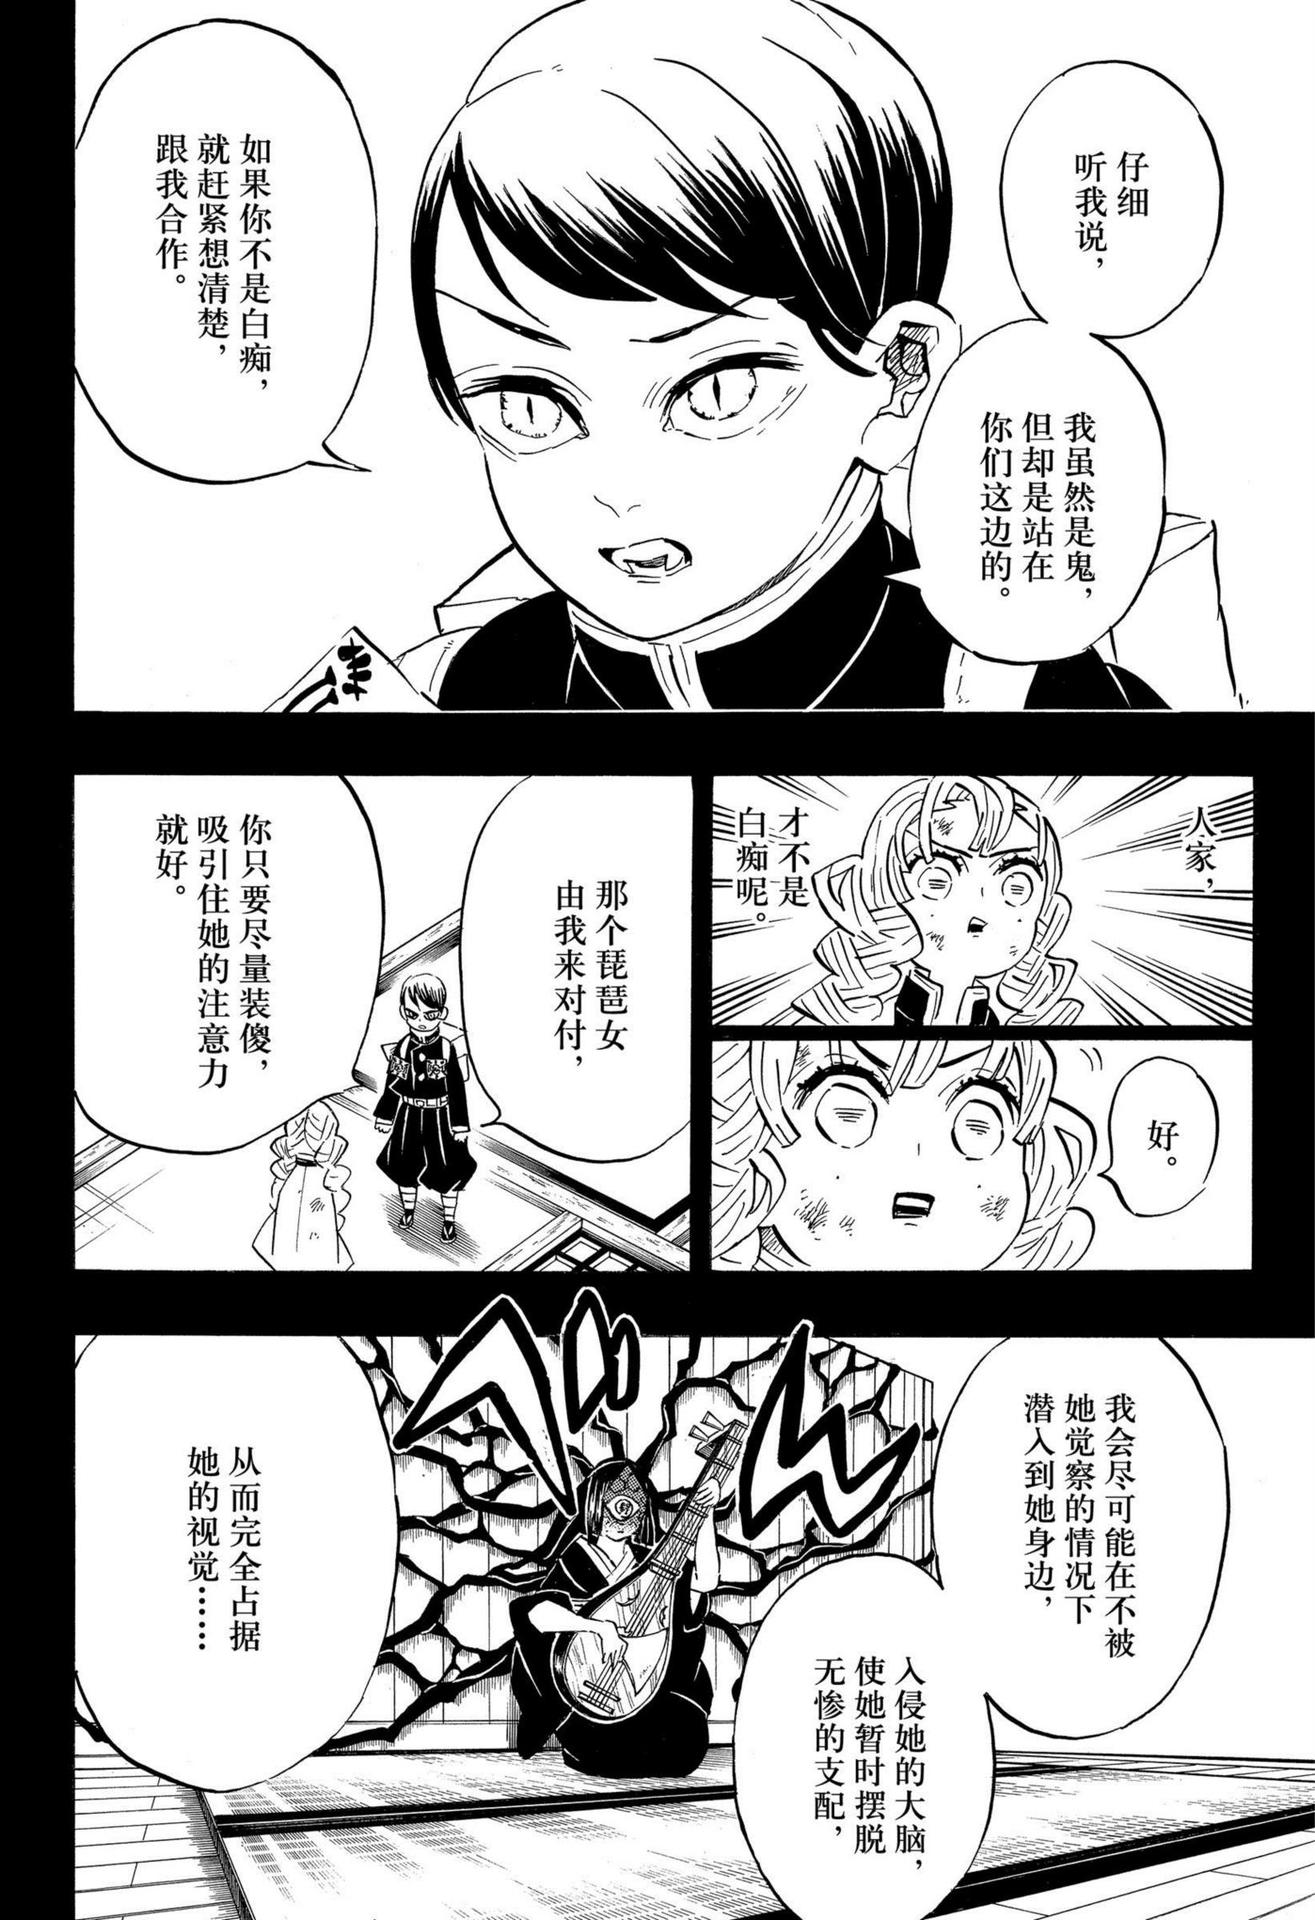 仔细
听我说，
我虽然是鬼，
但却是站在
你们这边的。
如果你不是白痴，
就赶紧想清楚，
跟我合作。
人家，
才不是
白痴呢。
好。
那个琵琶女
由我来对付，
你只要尽量装傻，
吸引住她的注意力
就好。
我会尽可能在不被
她觉察的情况下
潜入到她身边，
入侵她的大脑，
使她暂时摆脱
无惨的支配，
从而完全占据
她的视觉……
べべん